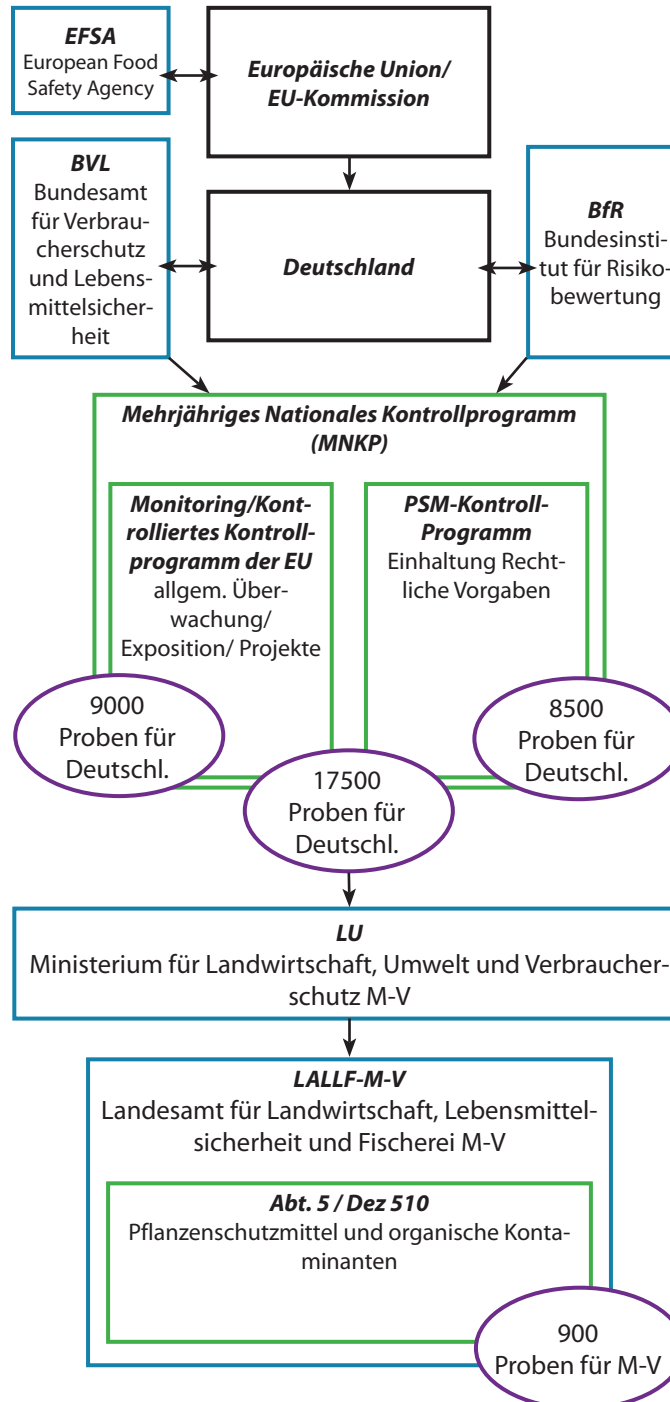 EFSA
European Food
Safety Agency
Europäische Union/
EU-Kommission
BVL
Bundesamt
für Verbrau-
cherschutz
und Lebens-
mittelsicher-
heit
Deutschland
BfR
Bundesinsti-
tut für Risiko-
bewertung
Mehrjähriges Nationales Kontrollprogramm
(MNKP)
Monitoring/Kont-
rolliertes Kontroll-
programm der EU
allgem. Über-
wachung/
Exposition/ Projekte
PSM-Kontroll-
Programm
Einhaltung Recht-
liche Vorgaben
9000
Proben für
Deutschl.
17500
Proben für
Deutschl.
8500
Proben für
Deutschl.
LU
Ministerium für Landwirtschaft, Umwelt und Verbraucher-
schutz M-V
LALLF-M-V
Landesamt für Landwirtschaft, Lebensmittel-
sicherheit und Fischerei M-V
Abt. 5 / Dez 510
Pflanzenschutzmittel und organische Konta-
minanten
900
Proben für M-V